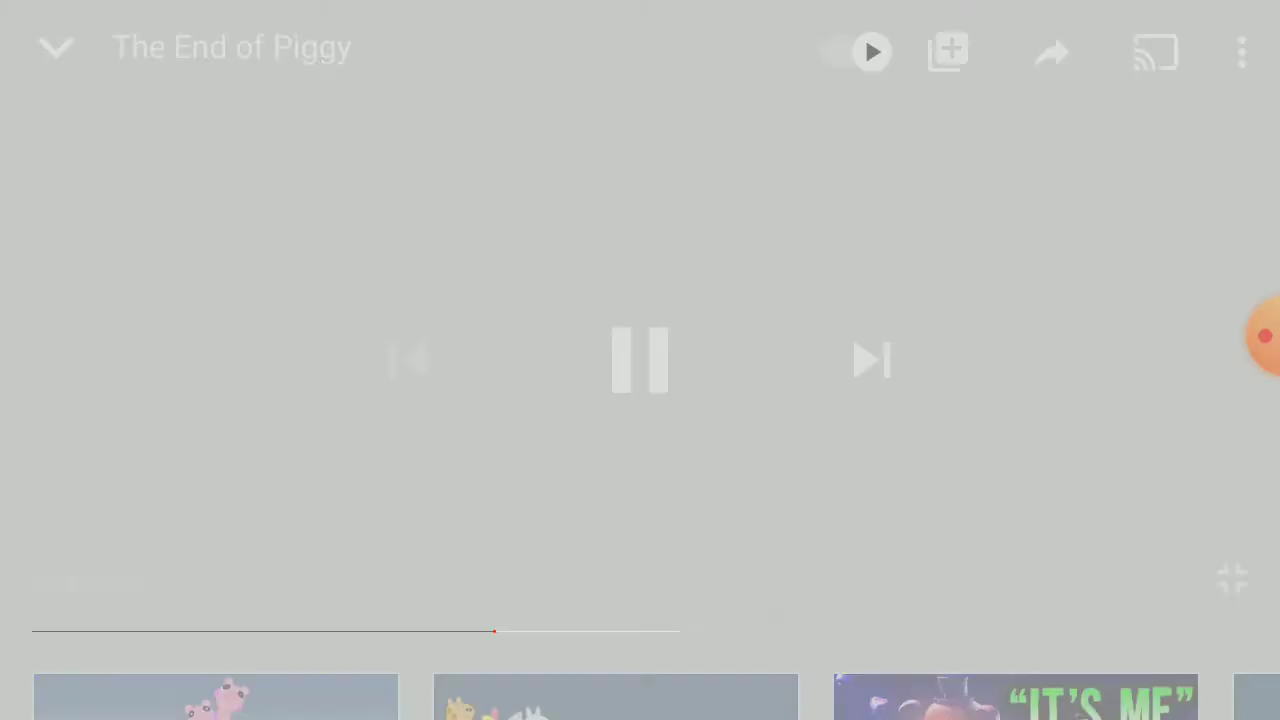 The End of Piggy
“IT’S ME”